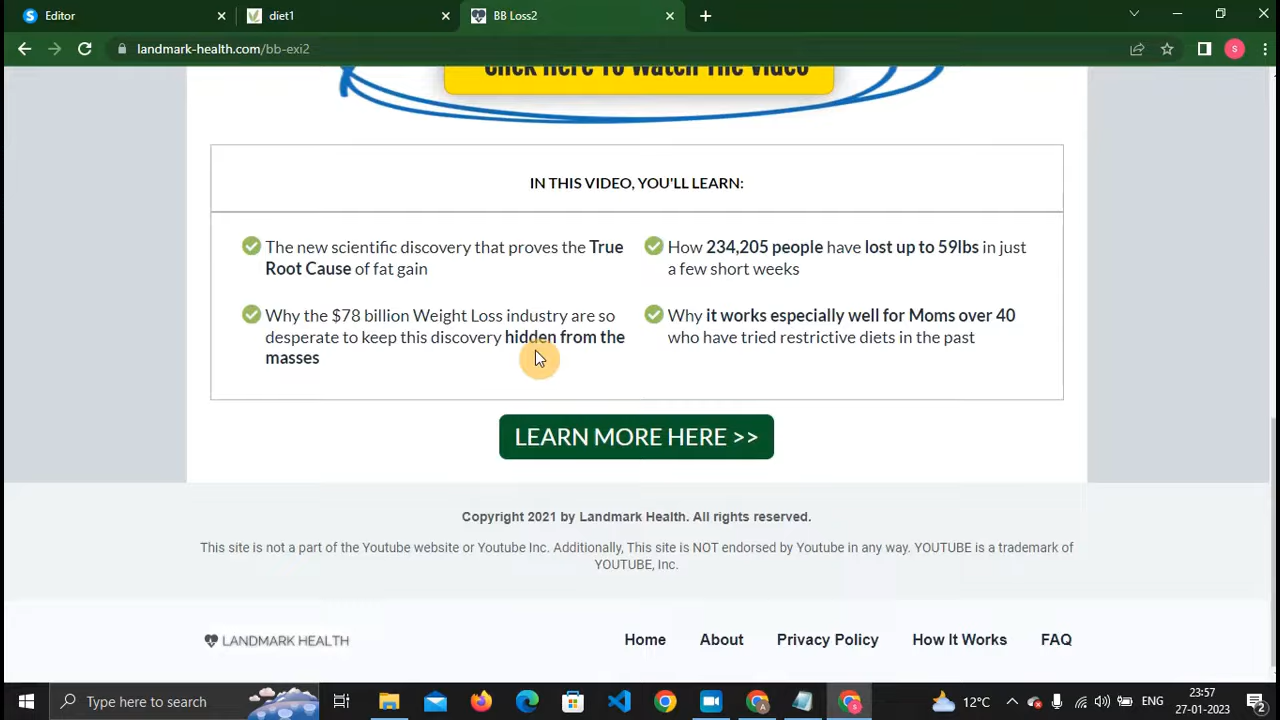 Editor
diet1
BB Loss2
landmark-health.com/bb-exi2
S
Click Here To Watch The Video
IN THIS VIDEO, YOU'LL LEARN:
The new scientific discovery that proves the True
Root Cause of fat gain
How 234,205 people have lost up to 59lbs in just
a few short weeks
Why the $78 billion Weight Loss industry are so
desperate to keep this discovery hidden from the
masses
Why it works especially well for Moms over 40
who have tried restrictive diets in the past
LEARN MORE HERE >>
Copyright 2021 by Landmark Health. All rights reserved.
This site is not a part of the Youtube website or Youtube Inc. Additionally, This site is NOT endorsed by Youtube in any way. YOUTUBE is a trademark of
YOUTUBE, Inc.
LANDMARK HEALTH
Home
About
Privacy Policy
How It Works
FAQ
Type here to search
12°C
ENG
23:57
27-01-2023
2